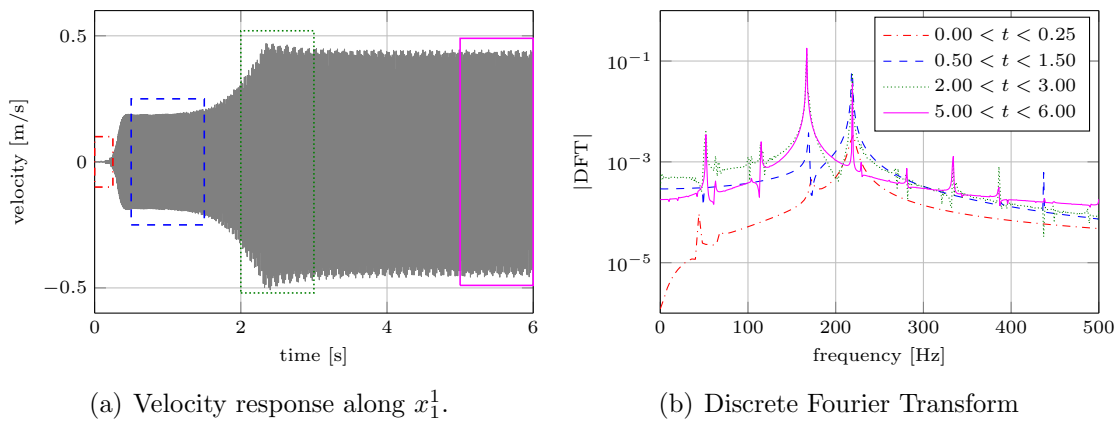 0.5
0
−0.5
velocity [m/s]
0 2 4 6
time [s]
(a) Velocity response along $x_1^1$.
10⁻¹
10⁻³
10⁻⁵
|DFT|
0.00 < t < 0.25
0.50 < t < 1.50
2.00 < t < 3.00
5.00 < t < 6.00
0 100 200 300 400 500
frequency [Hz]
(b) Discrete Fourier Transform